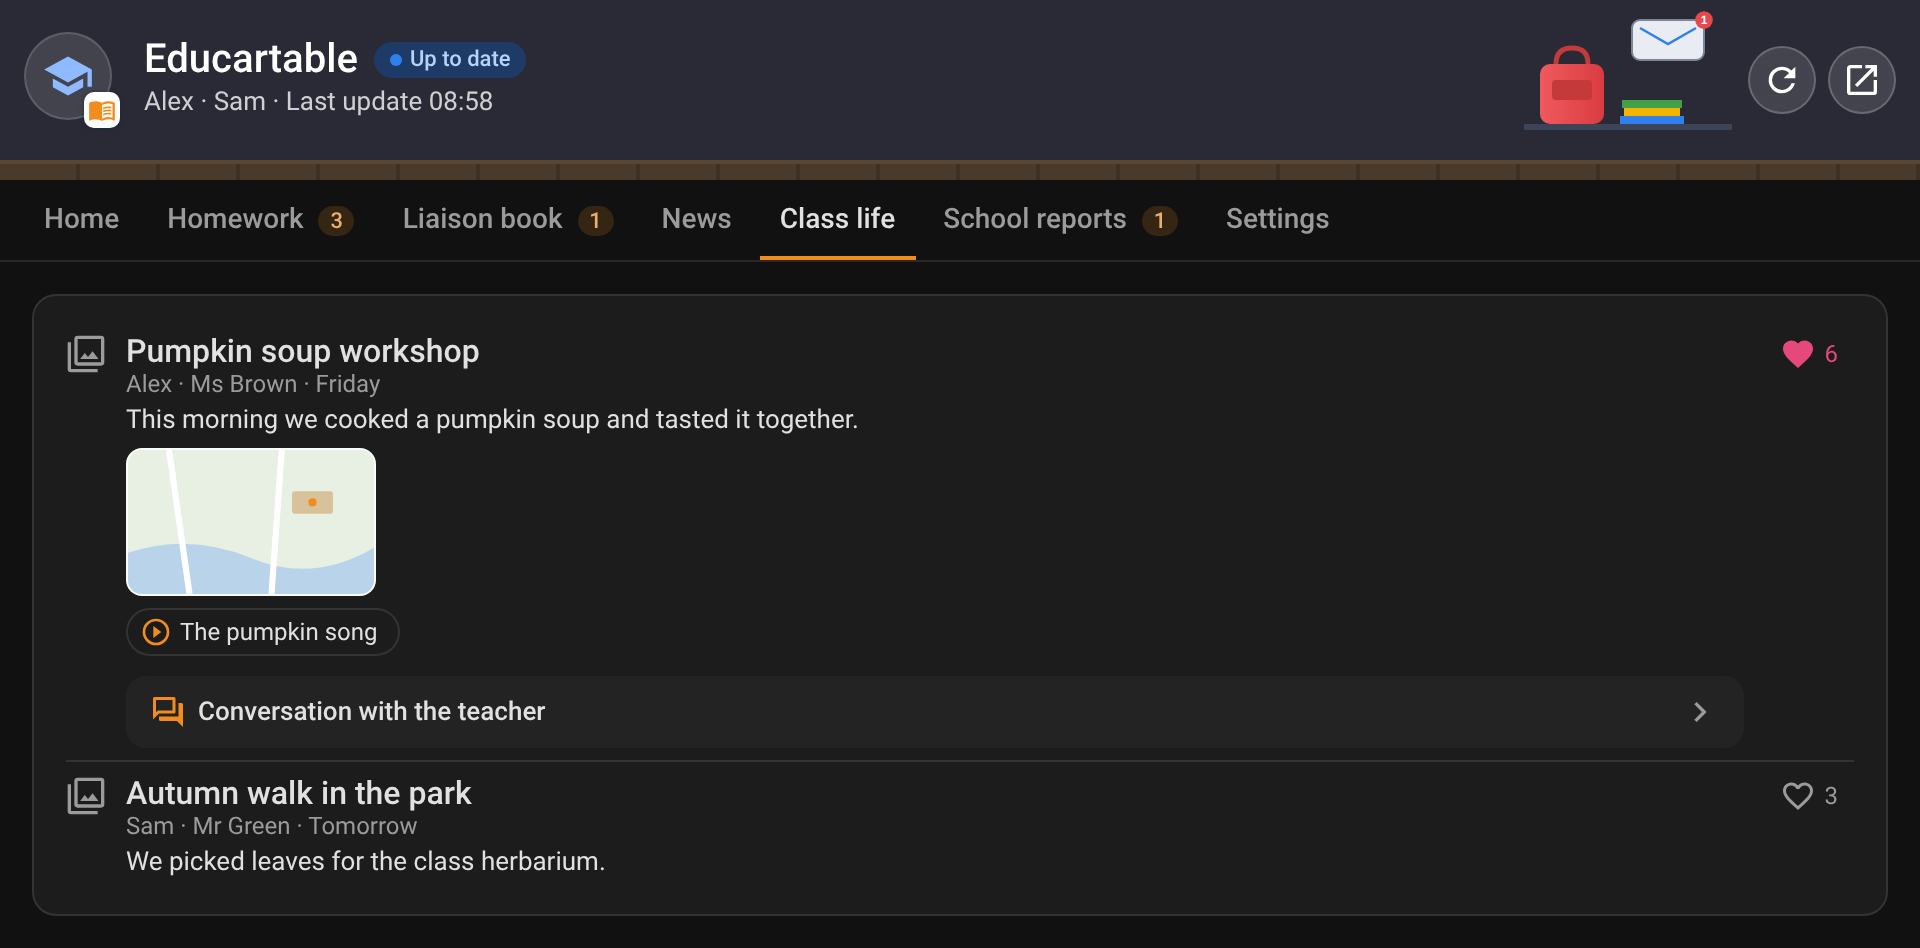 Educartable
Up to date
Alex · Sam · Last update 08:58
1
Home
Homework 3
Liaison book 1
News
Class life
School reports 1
Settings
Pumpkin soup workshop
6
Alex · Ms Brown · Friday
This morning we cooked a pumpkin soup and tasted it together.
The pumpkin song
Conversation with the teacher
Autumn walk in the park
3
Sam · Mr Green · Tomorrow
We picked leaves for the class herbarium.